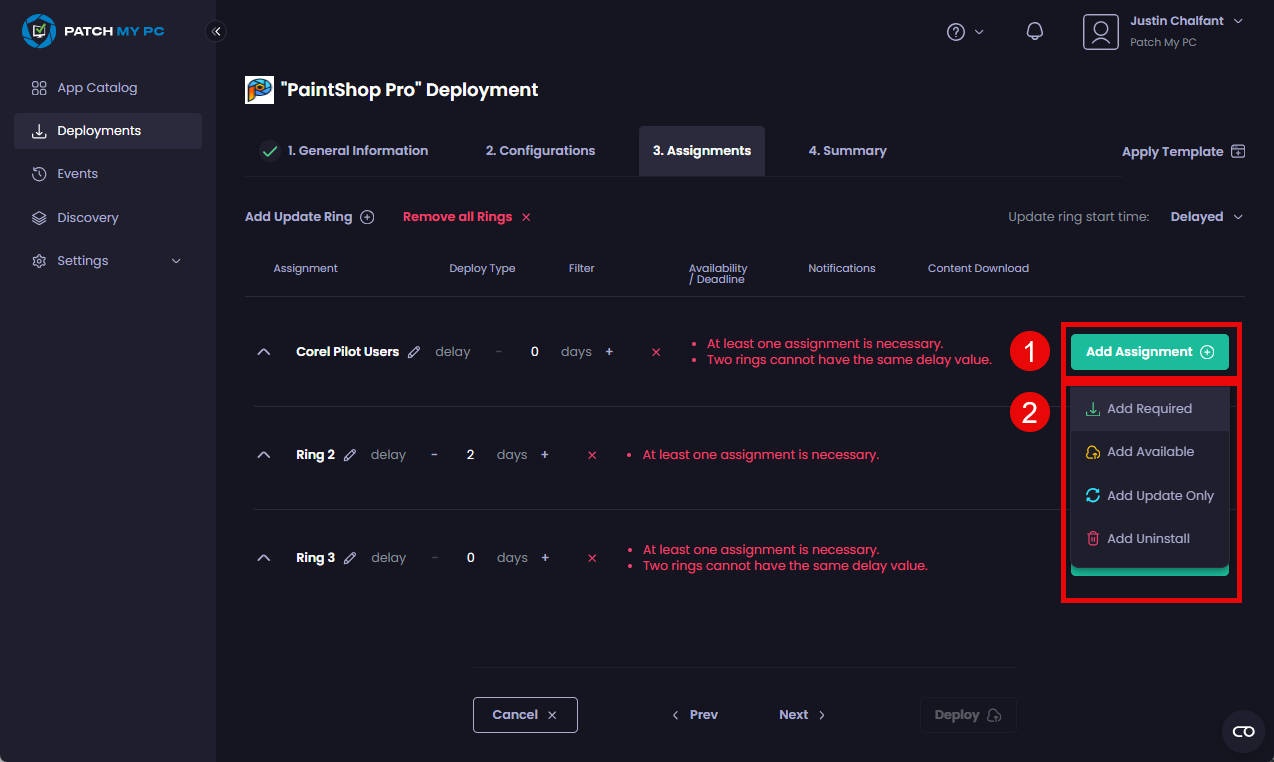 PATCH MY PC
Justin Chalfant
Patch My PC
App Catalog
Deployments
Events
Discovery
Settings
"PaintShop Pro" Deployment
1. General Information
2. Configurations
3. Assignments
4. Summary
Apply Template
Add Update Ring
Remove all Rings
Update ring start time:
Delayed
Assignment
Deploy Type
Filter
Availability
/ Deadline
Notifications
Content Download
Corel Pilot Users
delay
-
0
days
+
• At least one assignment is necessary.
• Two rings cannot have the same delay value.
1
Add Assignment
2
Add Required
Add Available
Add Update Only
Add Uninstall
Ring 2
delay
-
2
days
+
• At least one assignment is necessary.
Ring 3
delay
-
0
days
+
• At least one assignment is necessary.
• Two rings cannot have the same delay value.
Cancel
Prev
Next
Deploy